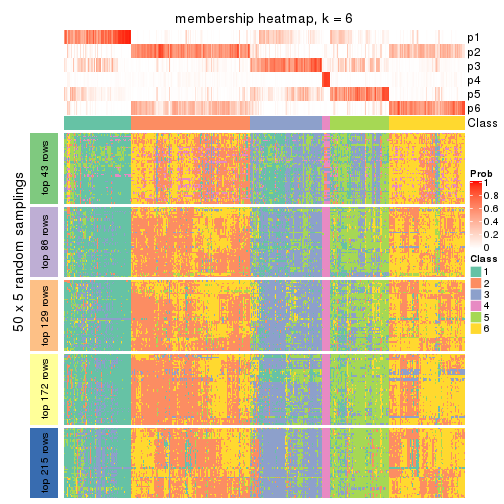 membership heatmap, k = 6
p1
p2
p3
p4
p5
p6
Class
50 x 5 random samplings
top 43 rows
top 86 rows
top 129 rows
top 172 rows
top 215 rows
Prob
1
0.8
0.6
0.4
0.2
0
Class
1
2
3
4
5
6